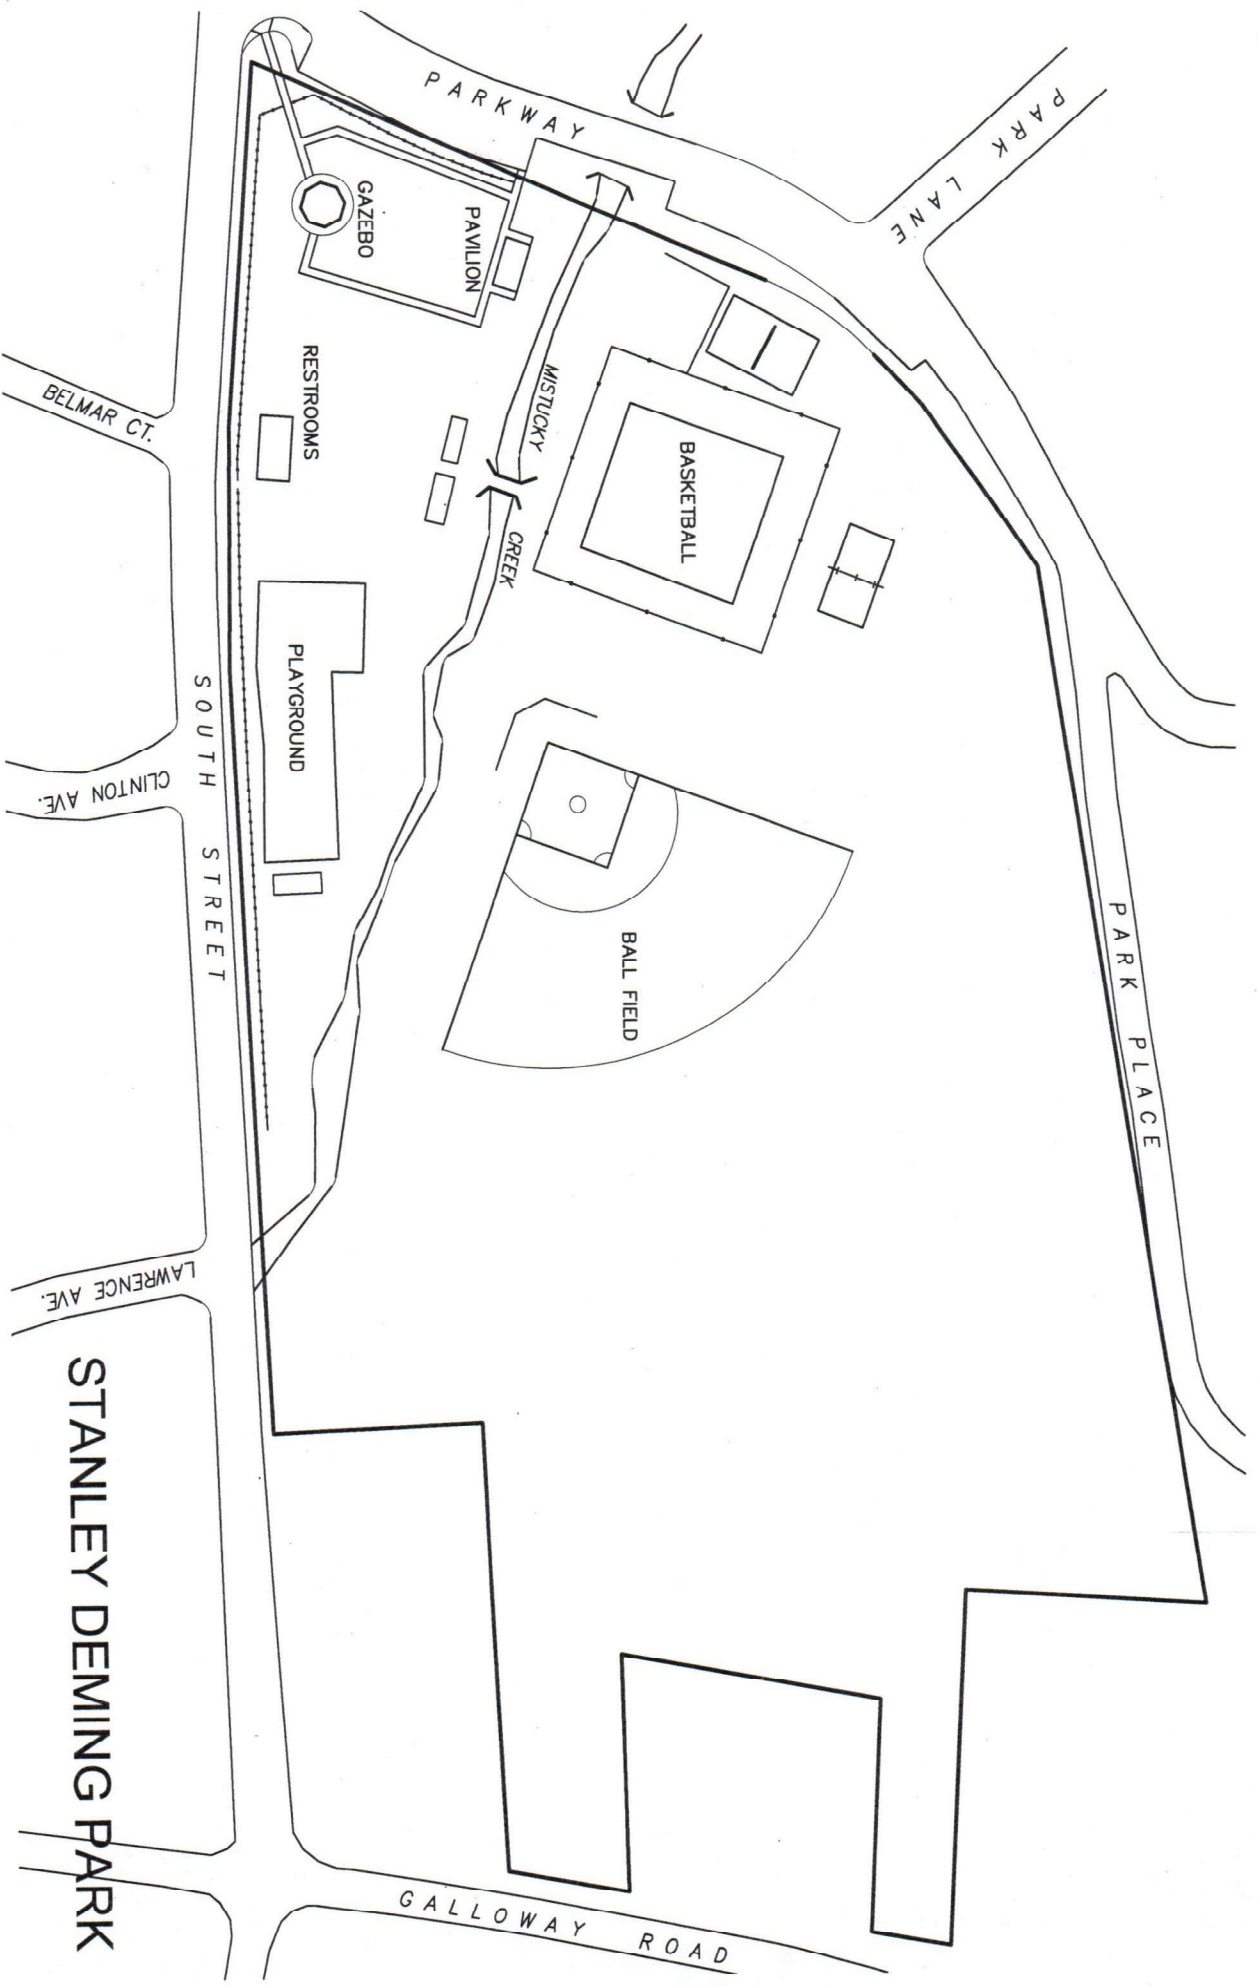 PARKWAY
PARK LANE
GAZEBO
PAVILION
RESTROOMS
MISTUCKY
CREEK
BASKETBALL
BELMAR CT.
PLAYGROUND
SOUTH STREET
CLINTON AVE.
BALL FIELD
PARK PLACE
LAWRENCE AVE.
STANLEY DEMING PARK
GALLOWAY ROAD